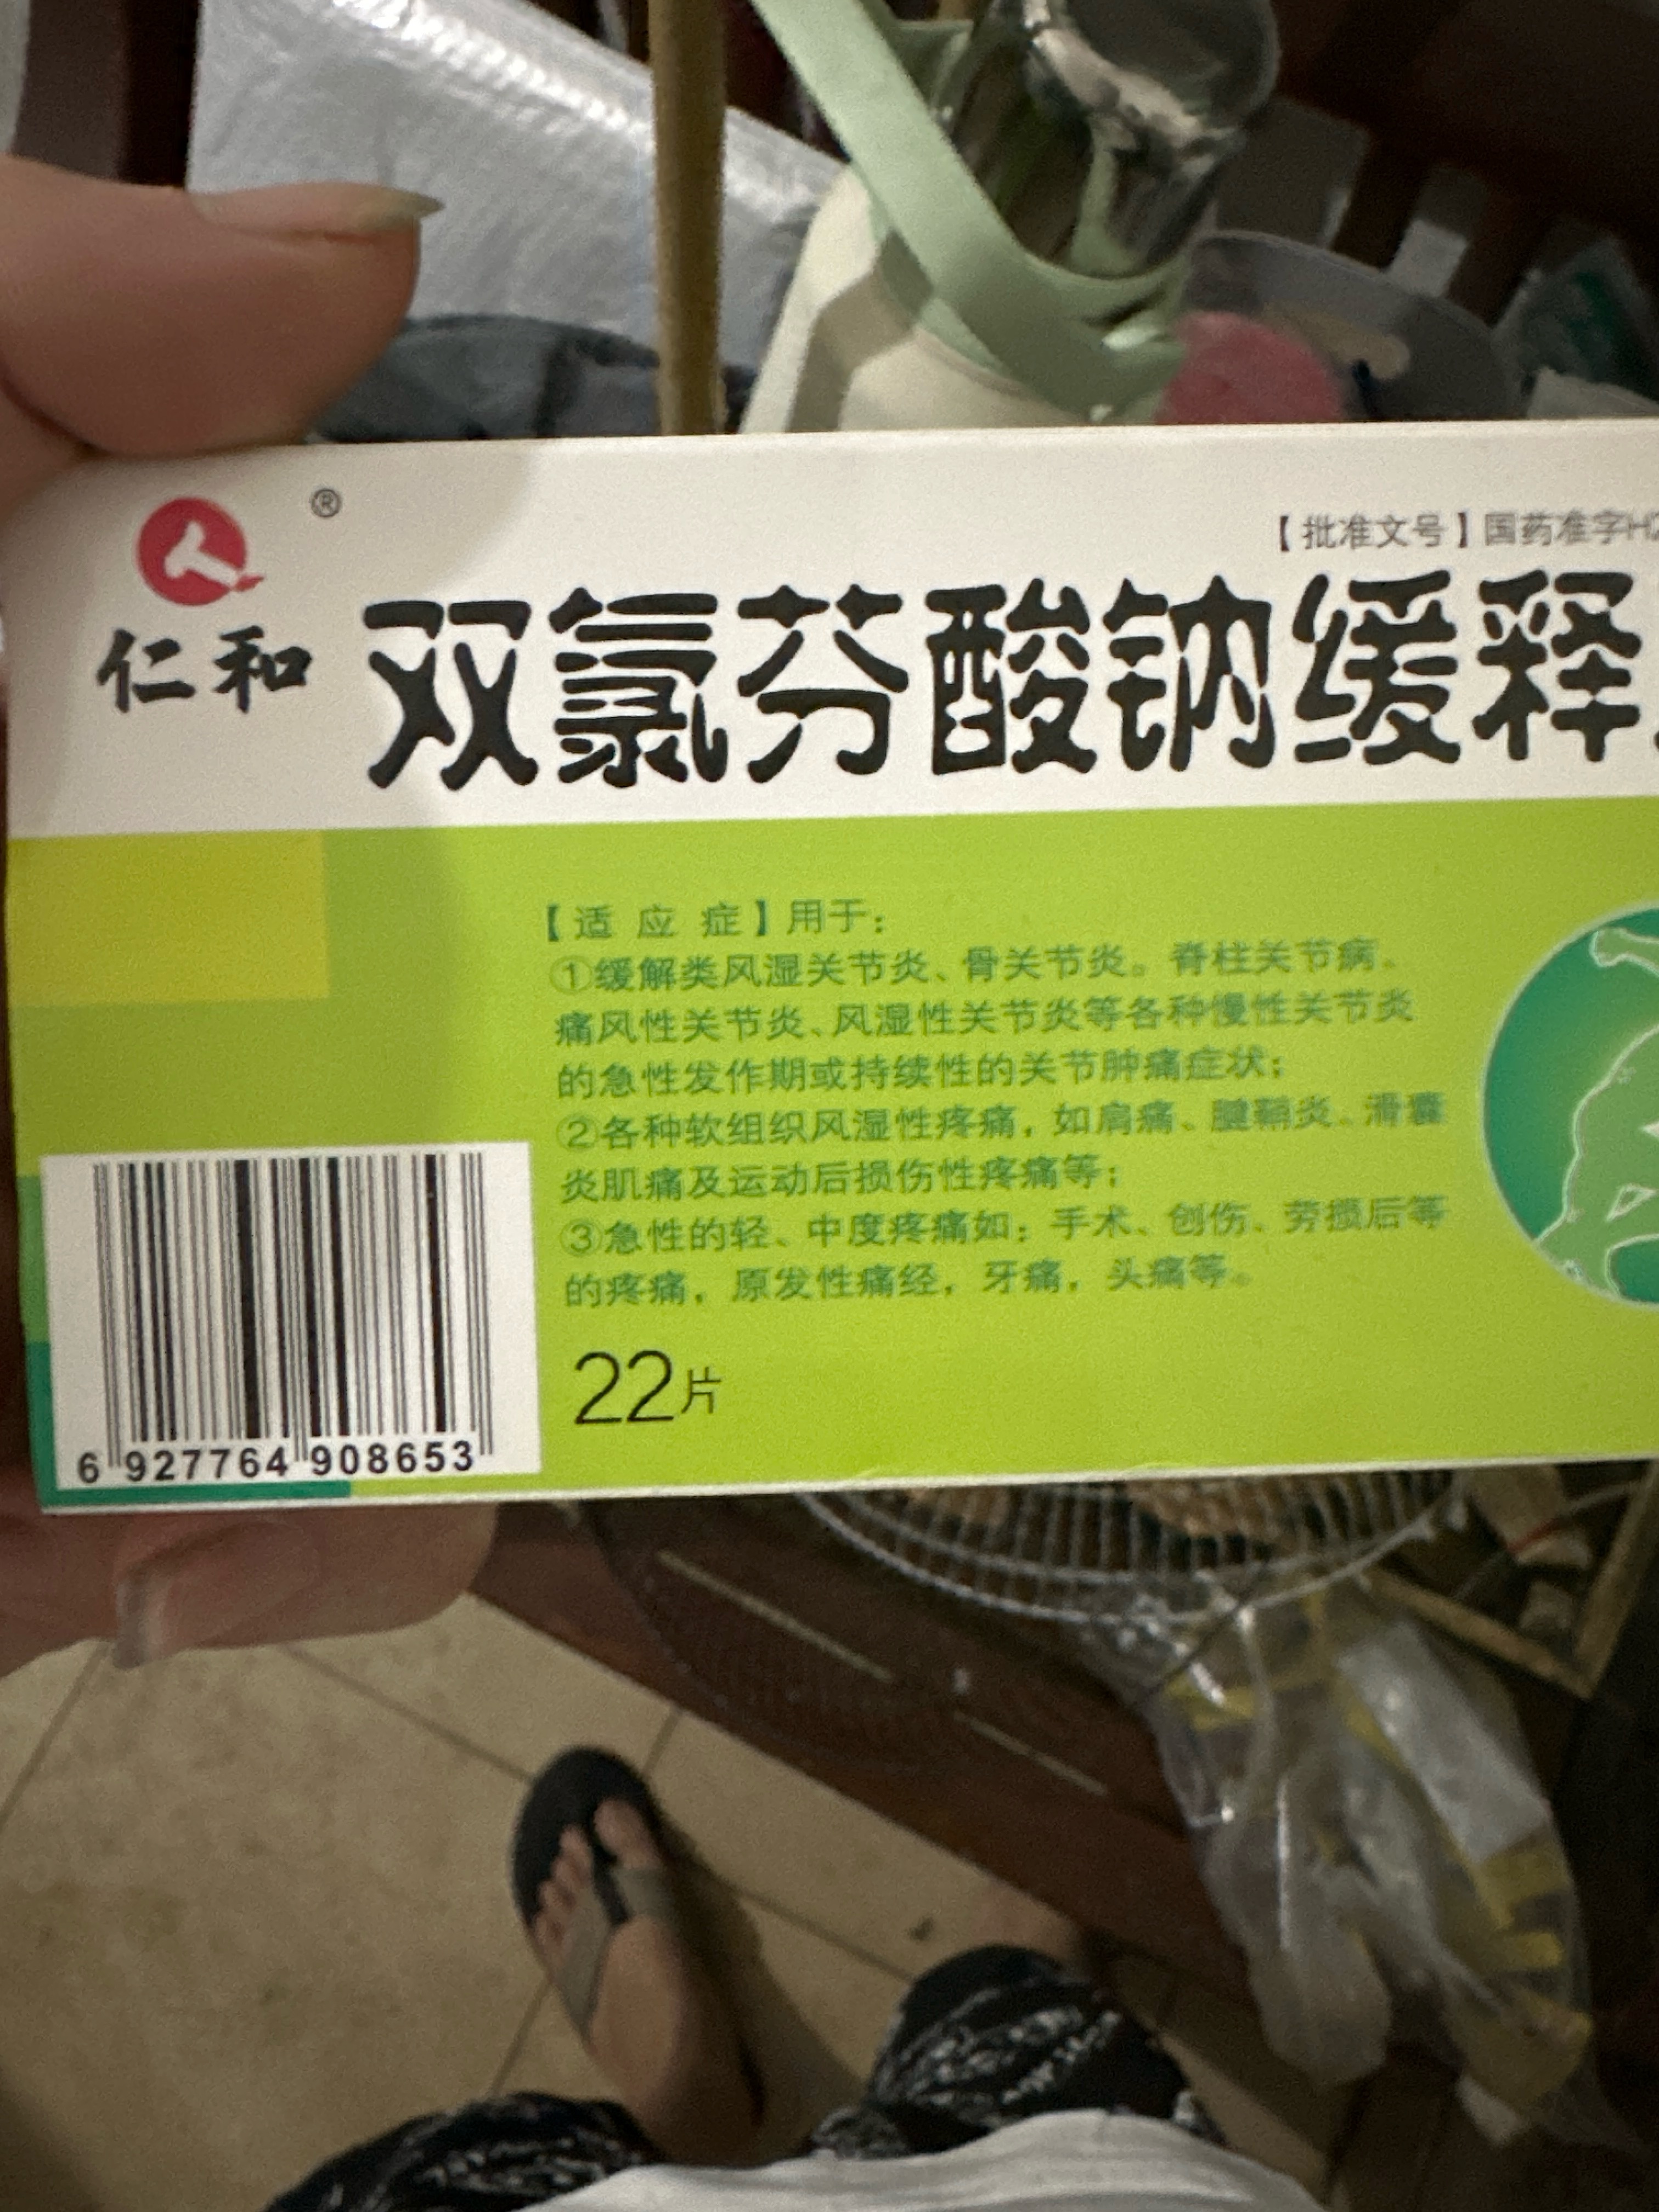 ®
仁和
【批准文号】国药准字H
双氯芬酸钠缓释
【适应症】用于：
①缓解类风湿关节炎、骨关节炎。脊柱关节病、
痛风性关节炎、风湿性关节炎等各种慢性关节炎
的急性发作期或持续性的关节肿痛症状；
②各种软组织风湿性疼痛，如肩痛、腱鞘炎、滑囊
炎肌痛及运动后损伤性疼痛等；
③急性的轻、中度疼痛如：手术、创伤、劳损后等
的疼痛，原发性痛经，牙痛，头痛等。
22片
6 927764 908653